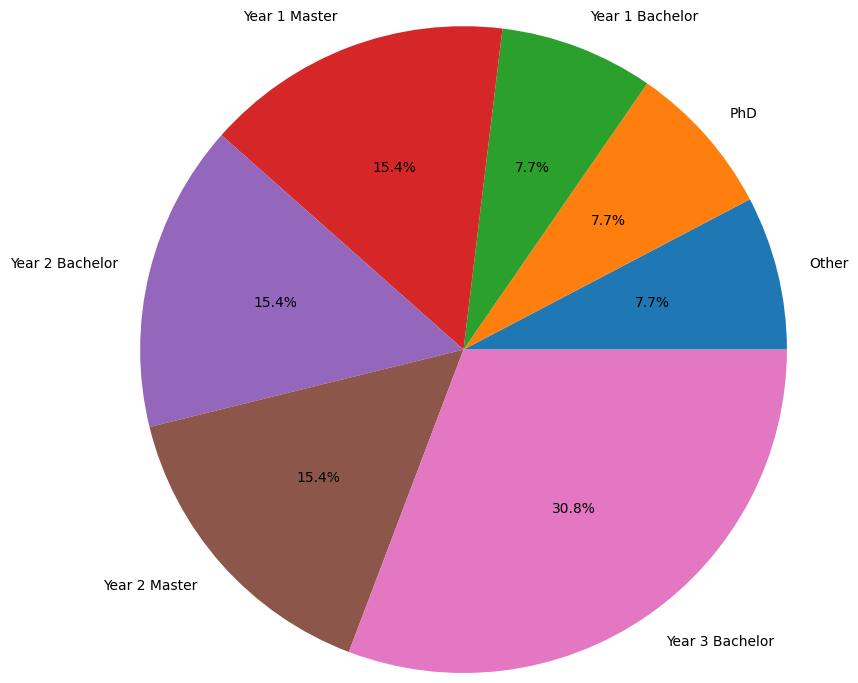 Year 1 Master
Year 1 Bachelor
PhD
15.4%
7.7%
7.7%
Year 2 Bachelor
Other
15.4%
7.7%
15.4%
30.8%
Year 2 Master
Year 3 Bachelor